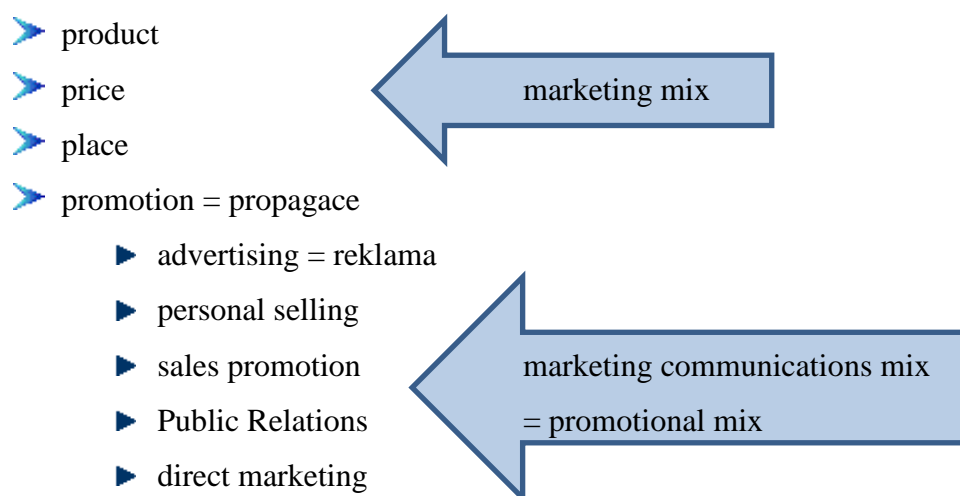 product
price
marketing mix
place
promotion = propagace
advertising = reklama
personal selling
sales promotion
marketing communications mix
Public Relations
= promotional mix
direct marketing